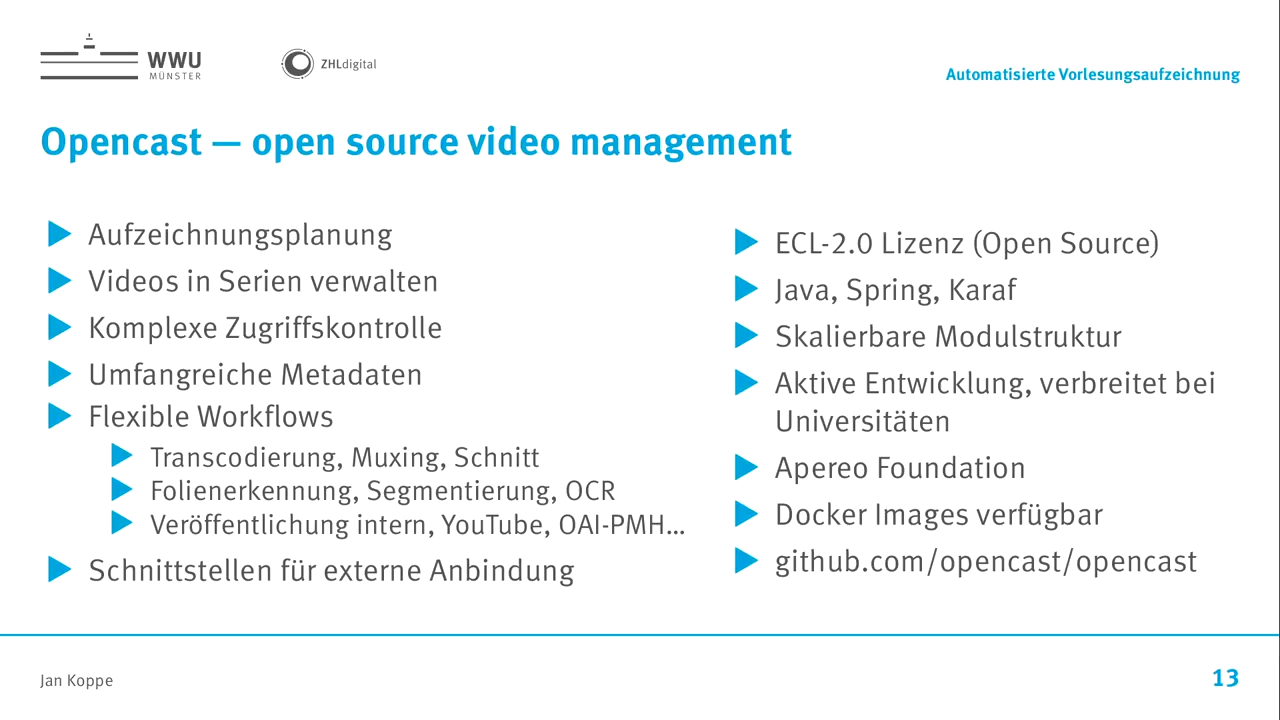 WWU
MÜNSTER
ZHLdigital
Automatisierte Vorlesungsaufzeichnung
Opencast — open source video management
Aufzeichnungsplanung
Videos in Serien verwalten
Komplexe Zugriffskontrolle
Umfangreiche Metadaten
Flexible Workflows
Transcodierung, Muxing, Schnitt
Folienerkennung, Segmentierung, OCR
Veröffentlichung intern, YouTube, OAI-PMH...
Schnittstellen für externe Anbindung
ECL-2.0 Lizenz (Open Source)
Java, Spring, Karaf
Skalierbare Modulstruktur
Aktive Entwicklung, verbreitet bei
Universitäten
Apereo Foundation
Docker Images verfügbar
github.com/opencast/opencast
Jan Koppe
13